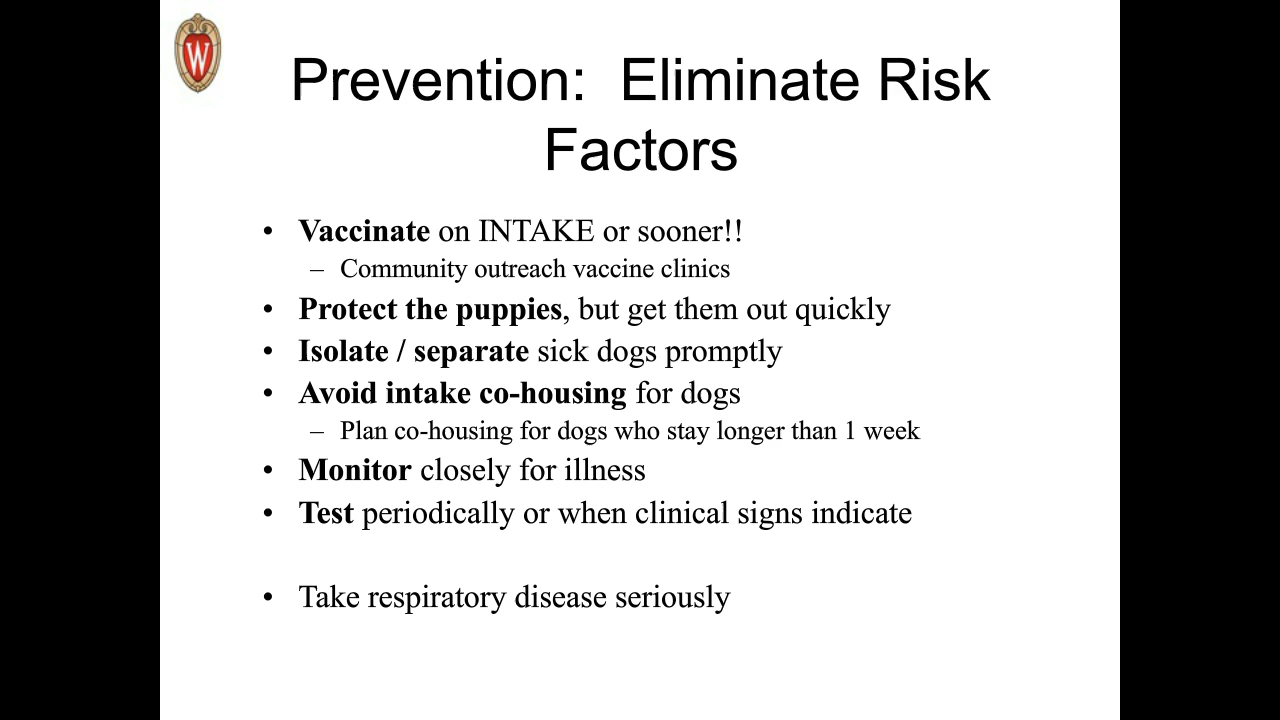 W
Prevention:  Eliminate Risk
Factors
• Vaccinate on INTAKE or sooner!!
– Community outreach vaccine clinics
• Protect the puppies, but get them out quickly
• Isolate / separate sick dogs promptly
• Avoid intake co-housing for dogs
– Plan co-housing for dogs who stay longer than 1 week
• Monitor closely for illness
• Test periodically or when clinical signs indicate
• Take respiratory disease seriously